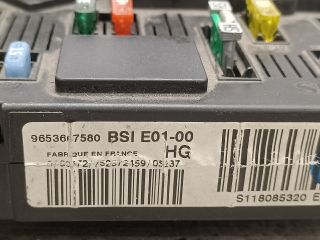 9653667580 BSI E01-00
HG
FABRIQUE EN FRANCE
S118085320 E